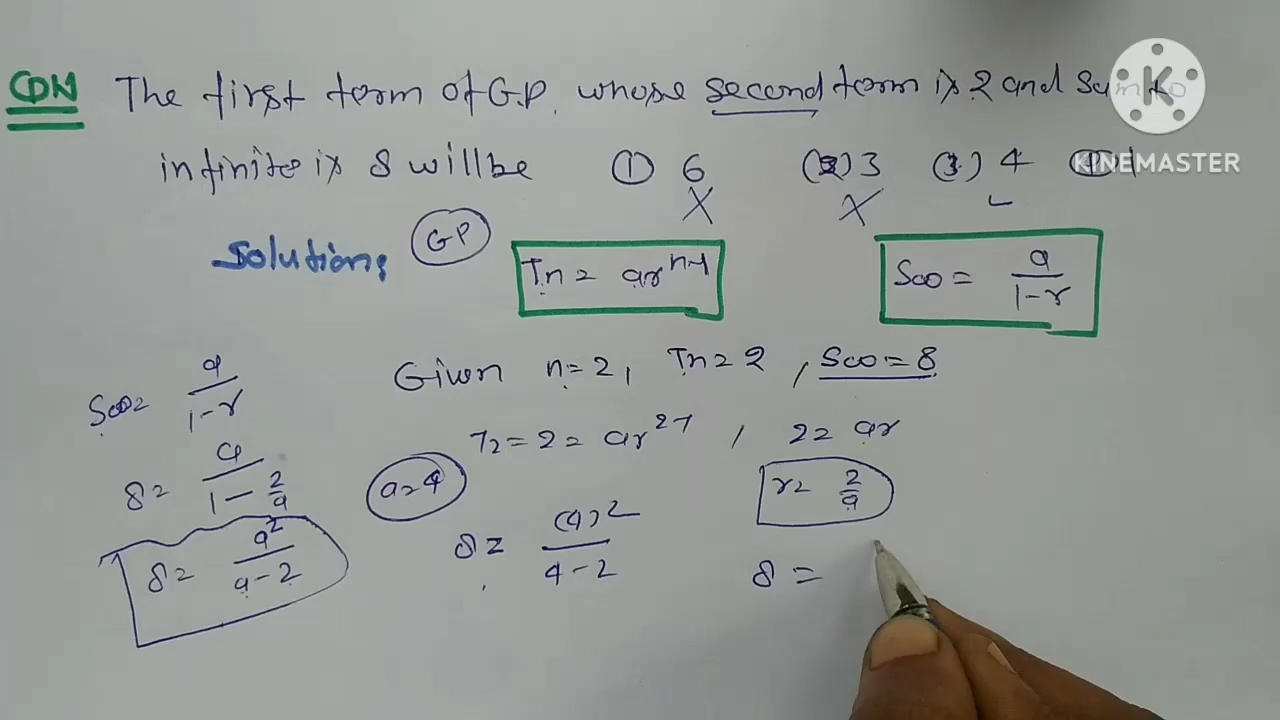 QN The first term of G.P. whose second term is 2 and Sum to
infinite is 8 will be ① 6 (2) 3 (3) 4
KINEMASTER
Solution: GP Tn = ar^n-1 S∞ = a/1-r
Given n=2, Tn=2, S∞=8
S∞= a/1-r
T2=2=ar^2-1, 2= ar
8= a/1-2/a
a=4
r= 2/a
8= a^2/a-2
8= (4)^2/4-2
8=